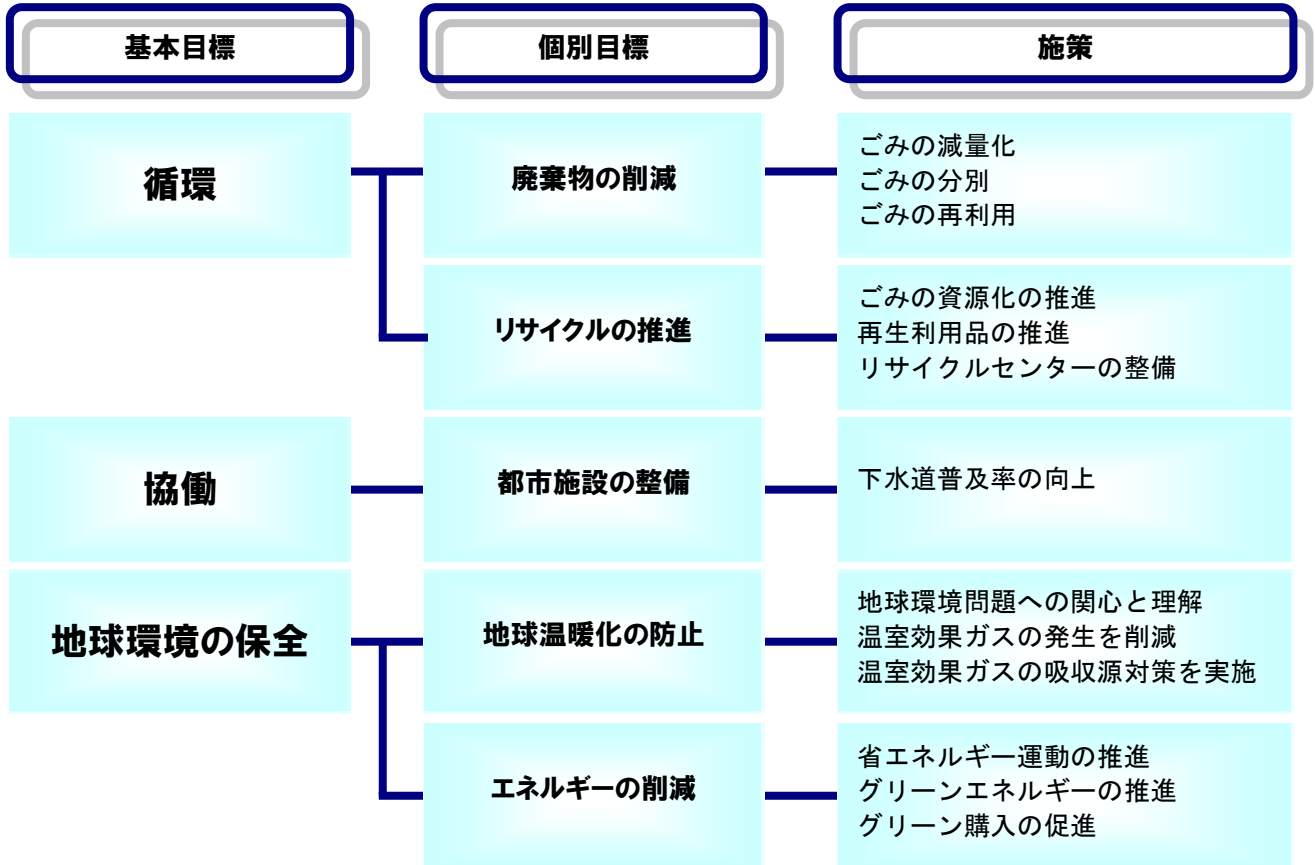 基本目標
個別目標
施策
循環
廃棄物の削減
ごみの減量化
ごみの分別
ごみの再利用
リサイクルの推進
ごみの資源化の推進
再生利用品の推進
リサイクルセンターの整備
協働
都市施設の整備
下水道普及率の向上
地球環境の保全
地球温暖化の防止
地球環境問題への関心と理解
温室効果ガスの発生を削減
温室効果ガスの吸収源対策を実施
エネルギーの削減
省エネルギー運動の推進
グリーンエネルギーの推進
グリーン購入の促進